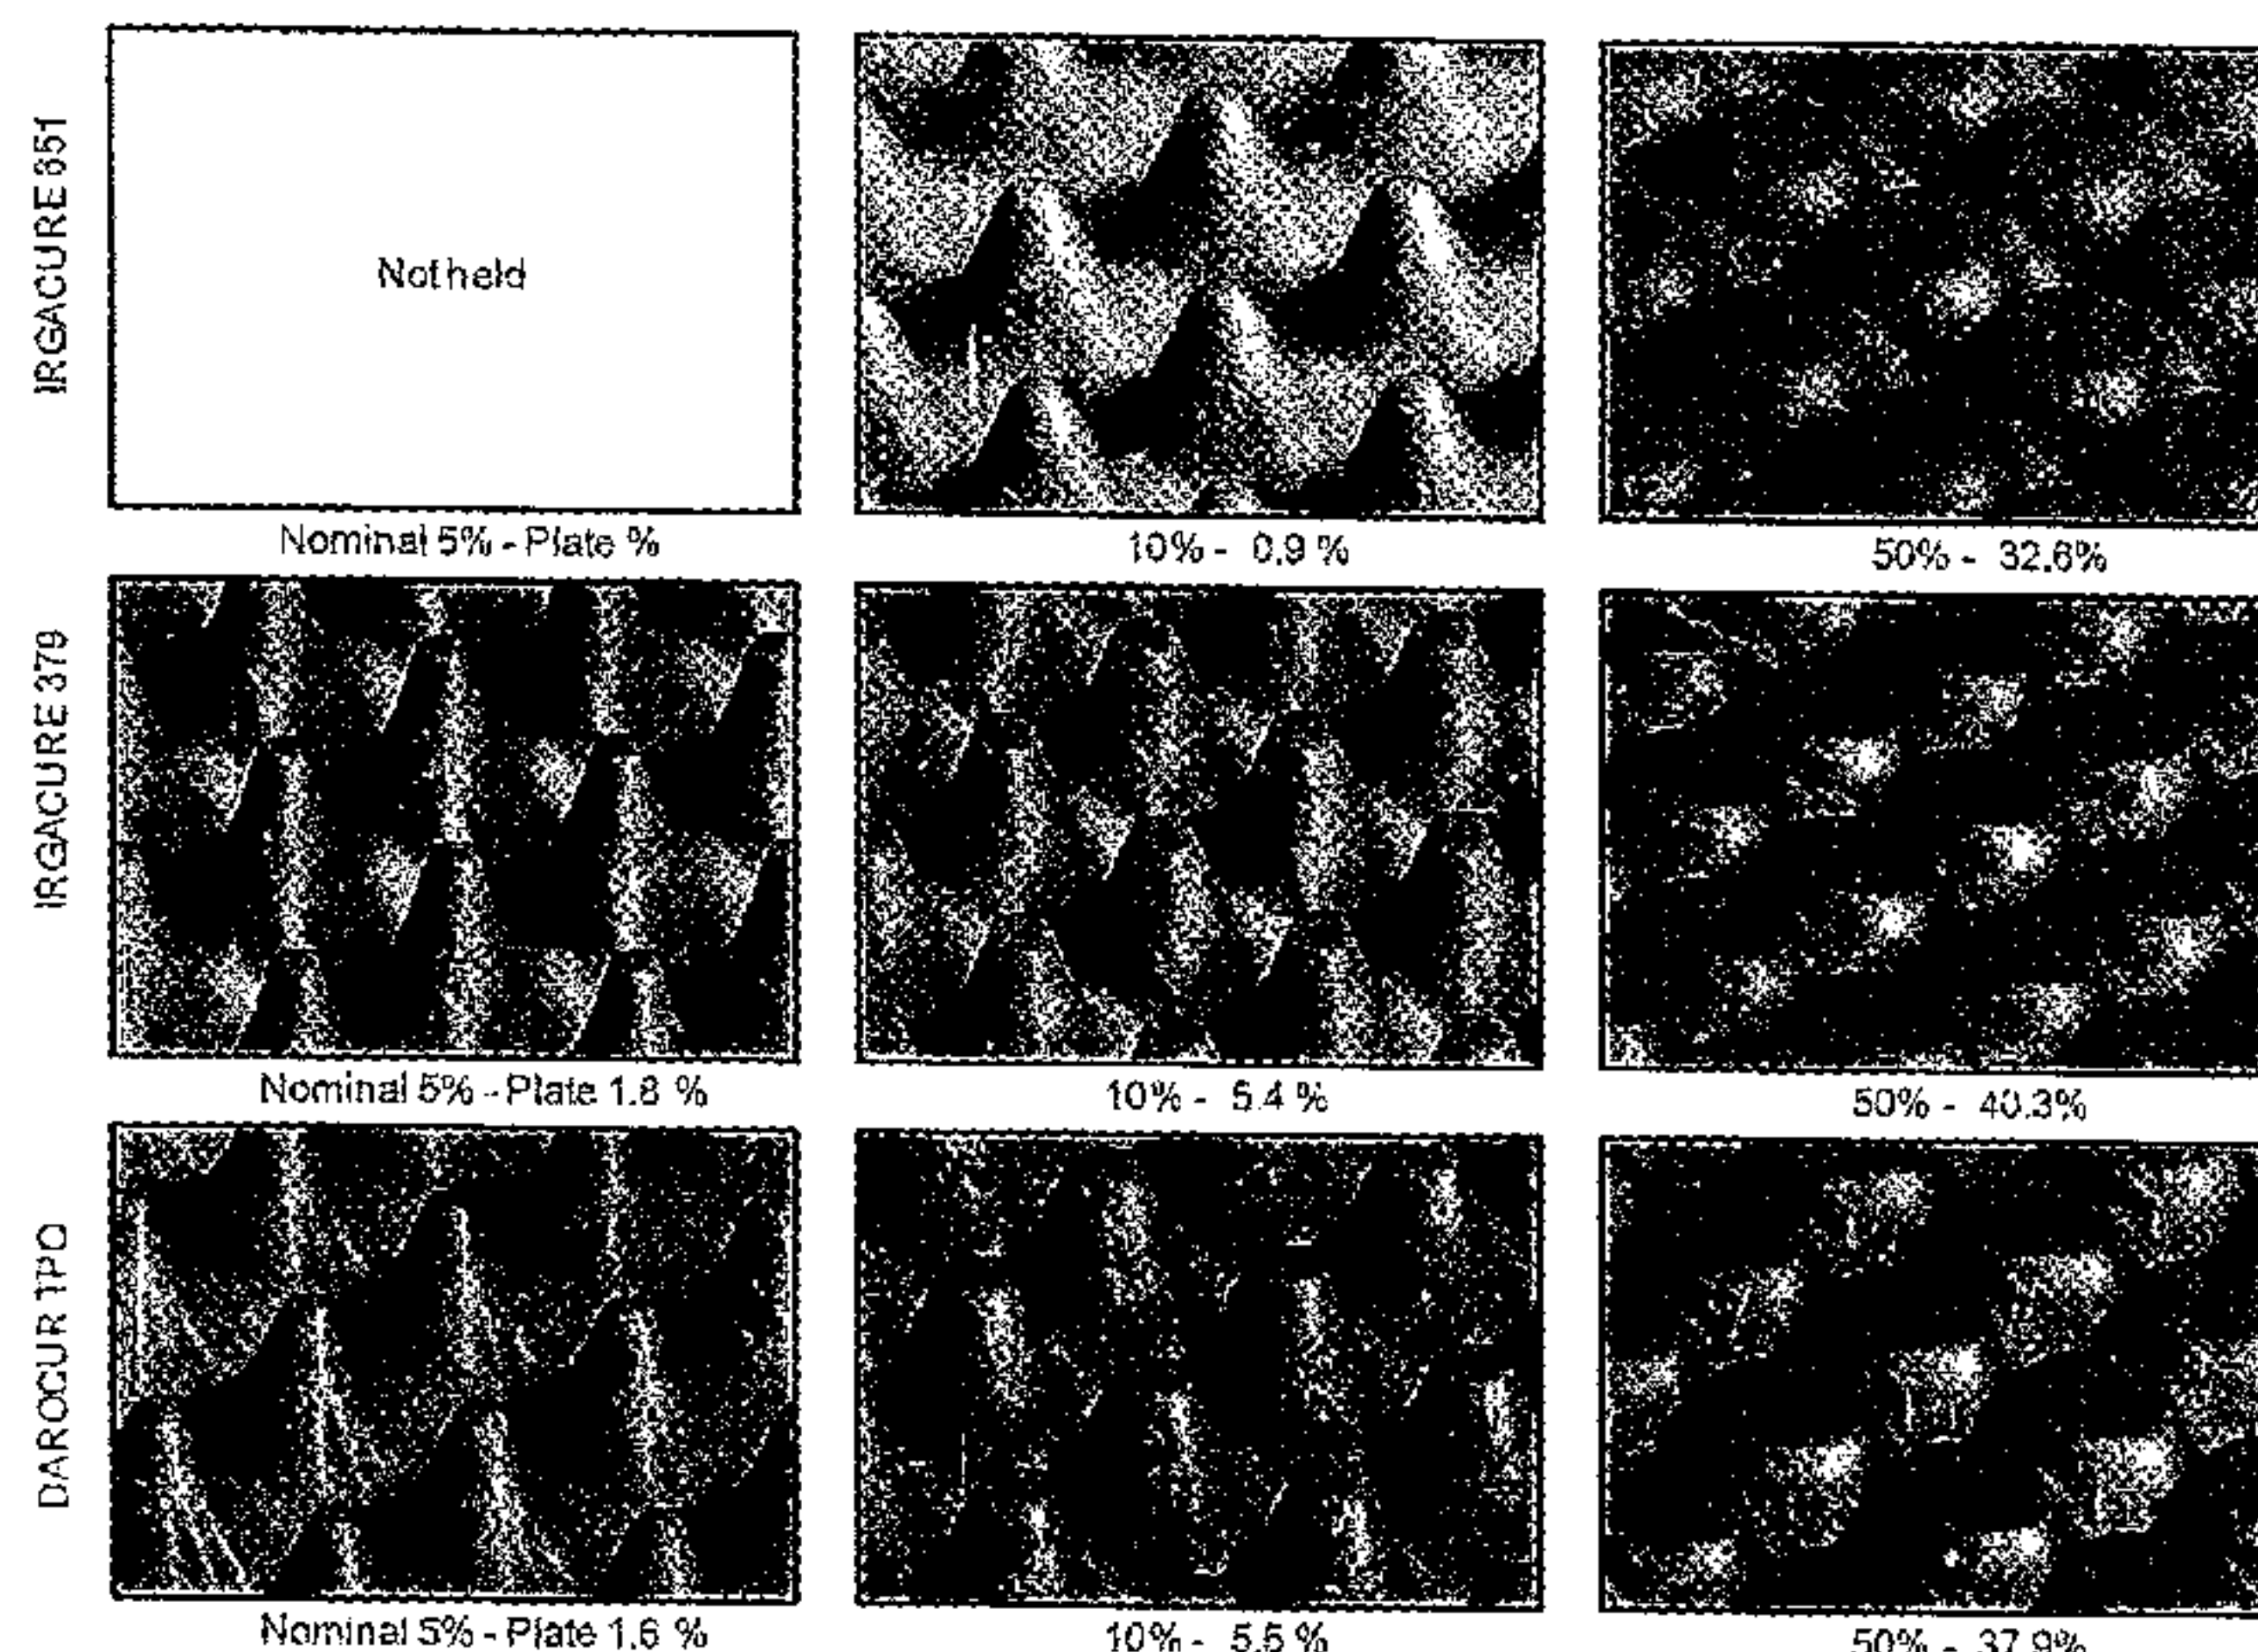 IRGACURE 651
Not held
Nominal 5% - Plate %
10% - 0.9 %
50% - 32.6%
IRGACURE 379
Nominal 5% - Plate 1.8 %
10% - 5.4 %
50% - 40.3%
DAROCUR TPO
Nominal 5% - Plate 1.6 %
10% - 5.5 %
50% - 37.9%